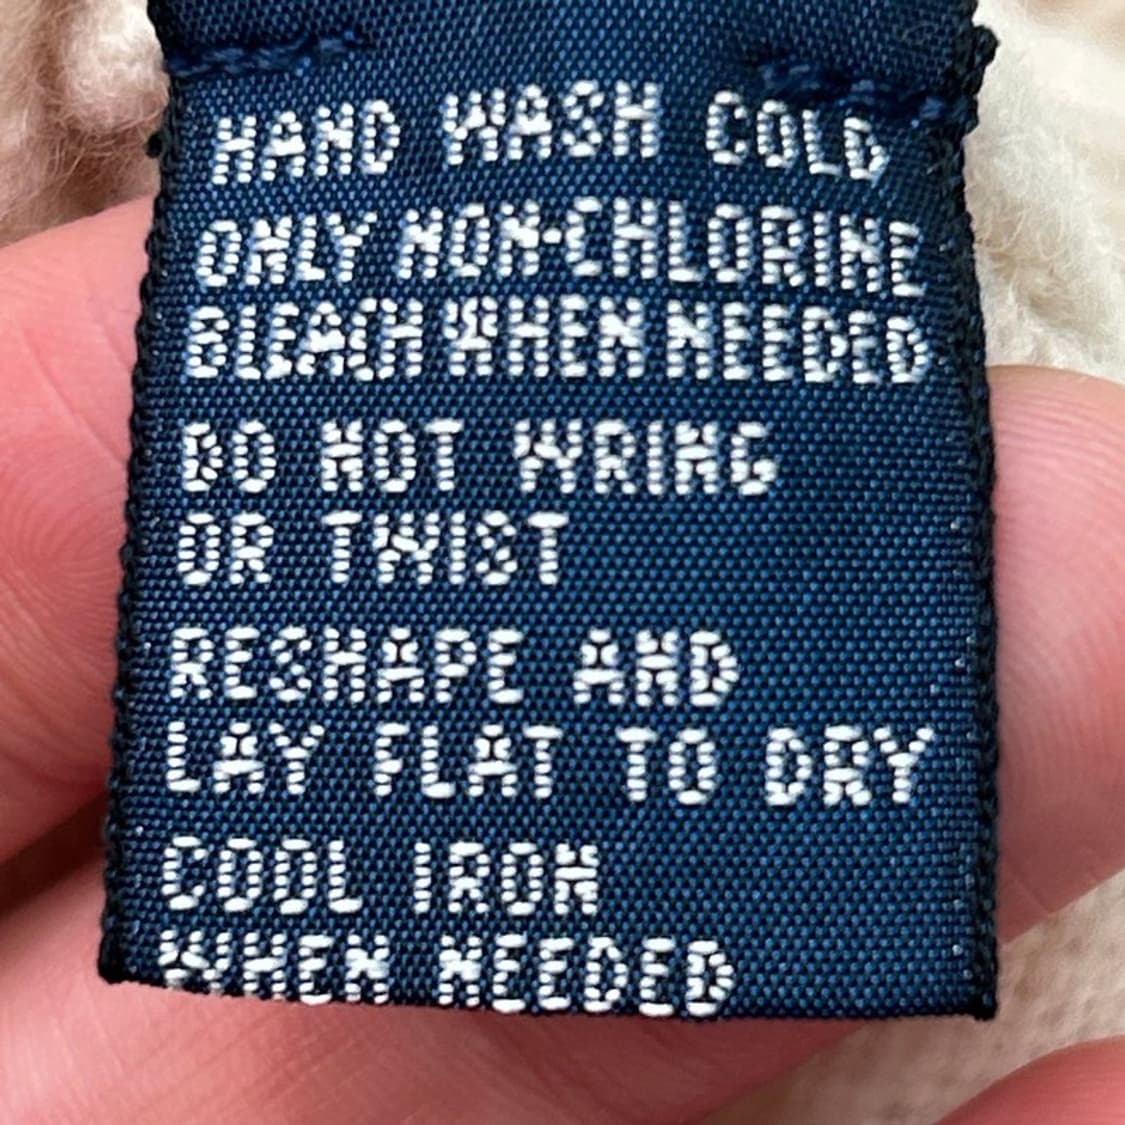 HAND WASH COLD
ONLY NON-CHLORINE
BLEACH WHEN NEEDED
DO NOT WRING
OR TWIST
RESHAPE AND
LAY FLAT TO DRY
COOL IRON
WHEN NEEDED